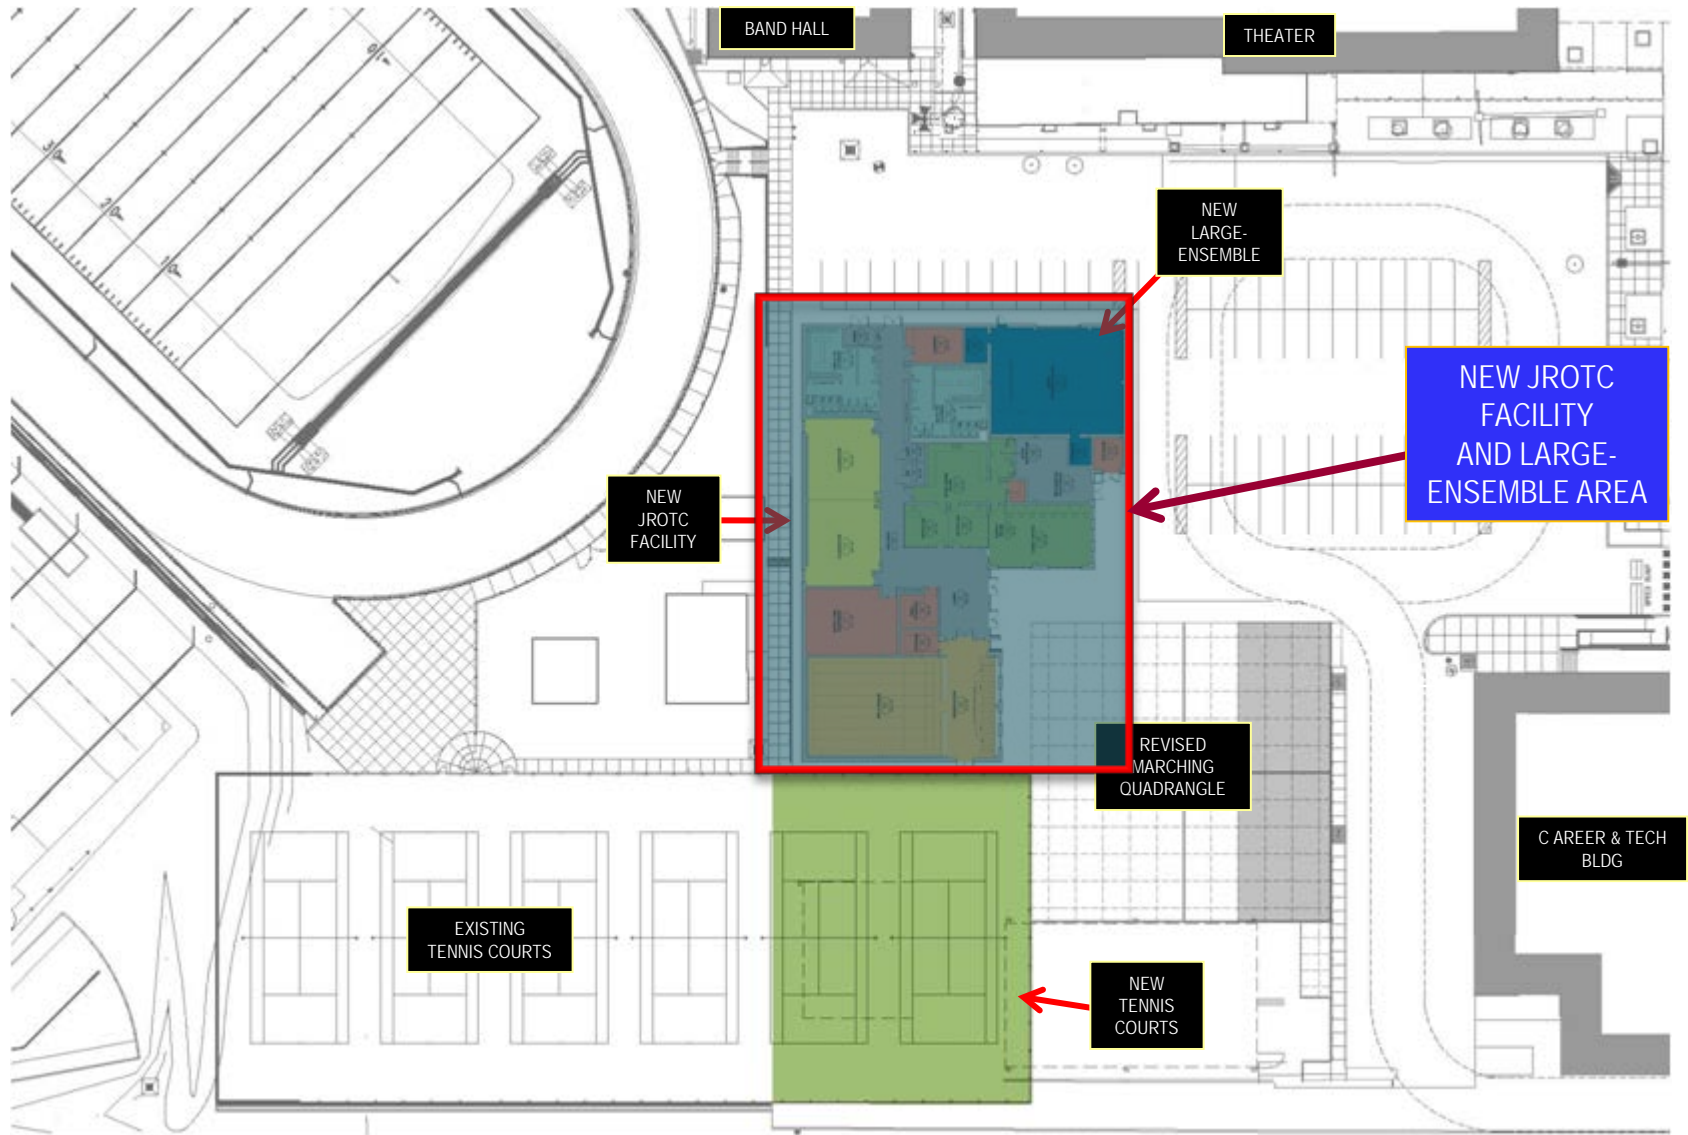 BAND HALL
THEATER
NEW
LARGE-
ENSEMBLE
NEW JROTC
FACILITY
AND LARGE-
ENSEMBLE AREA
NEW
JROTC
FACILITY
REVISED
MARCHING
QUADRANGLE
C AREER & TECH
BLDG
EXISTING
TENNIS COURTS
NEW
TENNIS
COURTS